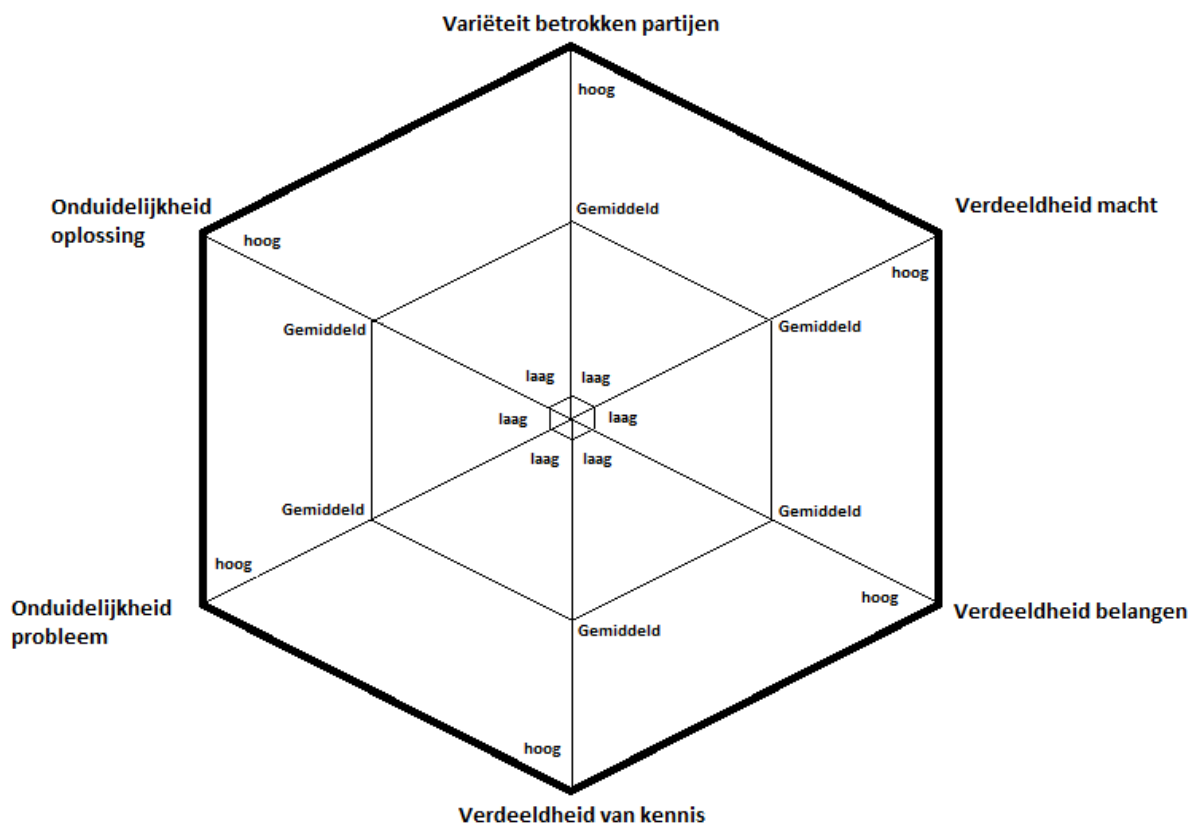 Variëteit betrokken partijen
hoog
Onduidelijkheid
oplossing
Verdeeldheid macht
Gemiddeld
hoog
hoog
Gemiddeld
Gemiddeld
laag
laag
laag
laag
laag
laag
Gemiddeld
Gemiddeld
hoog
hoog
Onduidelijkheid
probleem
Verdeeldheid belangen
Gemiddeld
hoog
Verdeeldheid van kennis